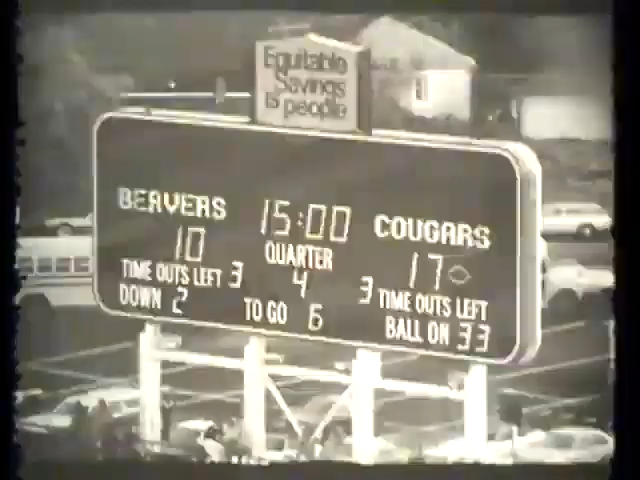 Equitable
Savings
is people
BEAVERS 15:00 COUGARS
10 QUARTER 17
TIME OUTS LEFT 3 4 3 TIME OUTS LEFT
DOWN 2 TO GO 6 BALL ON 33